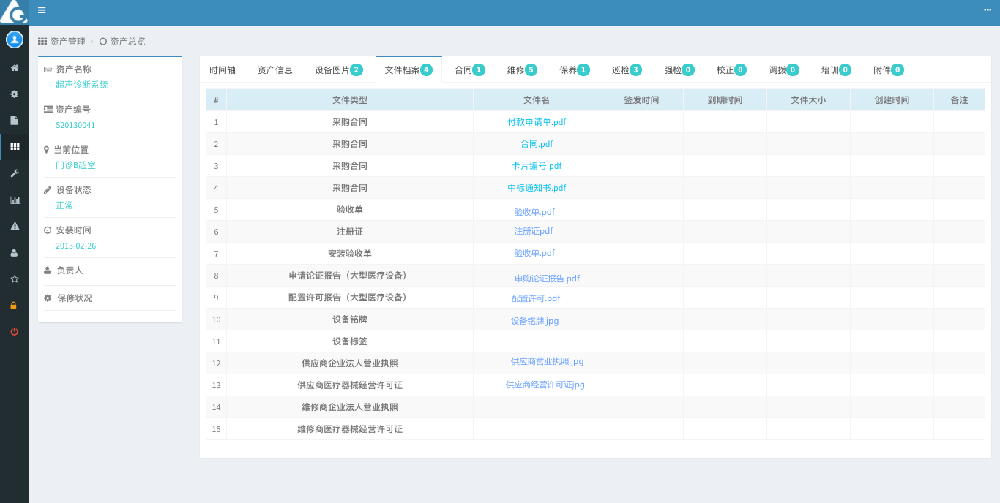 资产管理 > 资产总览
资产名称
超声诊断系统
资产编号
S20130041
当前位置
门诊B超室
设备状态
正常
安装时间
2013-02-26
负责人
保修状况
时间轴 资产信息 设备图片 2 文件档案 4 合同 1 维修 5 保养 1 巡检 3 强检 0 校正 0 调拨 0 培训 0 附件 0
# 文件类型 文件名 签发时间 到期时间 文件大小 创建时间 备注
1 采购合同 付款申请单.pdf
2 采购合同 合同.pdf
3 采购合同 卡片编号.pdf
4 采购合同 中标通知书.pdf
5 验收单 验收单.pdf
6 注册证 注册证pdf
7 安装验收单 验收单.pdf
8 申请论证报告（大型医疗设备） 申购论证报告.pdf
9 配置许可报告（大型医疗设备） 配置许可.pdf
10 设备铭牌 设备铭牌.jpg
11 设备标签
12 供应商企业法人营业执照 供应商营业执照.jpg
13 供应商医疗器械经营许可证 供应商经营许可证jpg
14 维修商企业法人营业执照
15 维修商医疗器械经营许可证